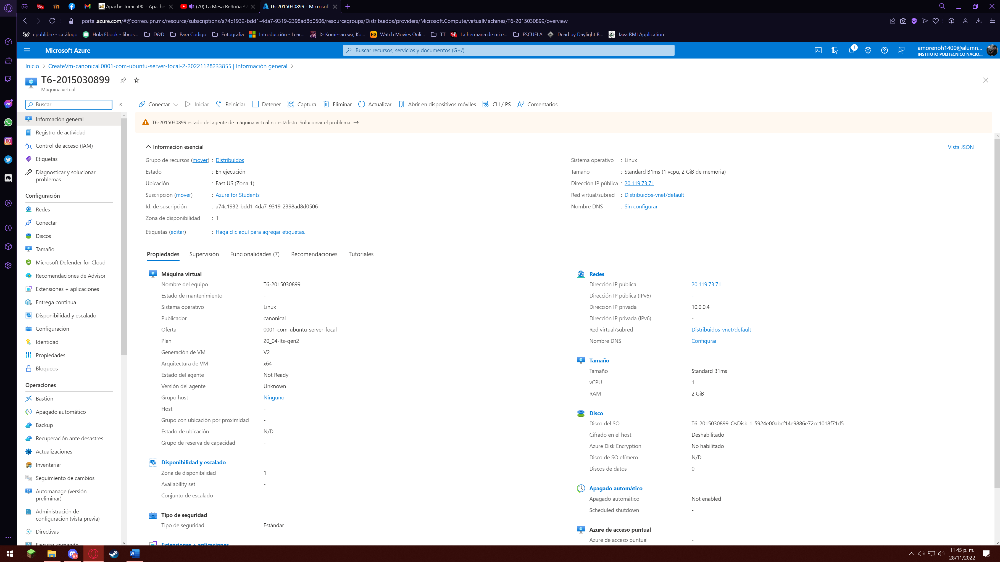 Apache Tomcat® - Apache
(70) La Mesa Reñoña 32
T6-2015030899 - Microsoft
portal.azure.com/#@correo.ipn.mx/resource/subscriptions/a74c1932-bdd1-4da7-9319-2398ad8d0506/resourcegroups/Distribuidos/providers/Microsoft.Compute/virtualMachines/T6-2015030899/overview
epublibre - catálogo
Hola Ebook - libros...
D&D
Para Codigo
Fotografia
Introducción - Lear...
▷ Komi-san wa, Ko...
HD
Watch Movies Onli...
TT
La hermana de mi e...
ESCUELA
Dead by Daylight B...
Java RMI Application
Microsoft Azure
Buscar recursos, servicios y documentos (G+/)
1
amorenoh1400@alumn...
INSTITUTO POLITECNICO NACIO...
Inicio > CreateVm-canonical.0001-com-ubuntu-server-focal-2-20221128233855 | Información general >
T6-2015030899
Máquina virtual
Buscar
Información general
Registro de actividad
Control de acceso (IAM)
Etiquetas
Diagnosticar y solucionar
problemas
Configuración
Redes
Conectar
Discos
Tamaño
Microsoft Defender for Cloud
Recomendaciones de Advisor
Extensiones + aplicaciones
Entrega continua
Disponibilidad y escalado
Configuración
Identidad
Propiedades
Bloqueos
Operaciones
Bastión
Apagado automático
Backup
Recuperación ante desastres
Actualizaciones
Inventariar
Seguimiento de cambios
Automanage (versión
preliminar)
Administración de
configuración (vista previa)
Directivas
Ejecutar comando
Conectar
Iniciar
Reiniciar
Detener
Captura
Eliminar
Actualizar
Abrir en dispositivos móviles
CLI / PS
Comentarios
T6-2015030899 estado del agente de máquina virtual no está listo. Solucionar el problema →
Información esencial
Vista JSON
Grupo de recursos (mover) : Distribuidos
Estado : En ejecución
Ubicación : East US (Zona 1)
Suscripción (mover) : Azure for Students
Id. de suscripción : a74c1932-bdd1-4da7-9319-2398ad8d0506
Zona de disponibilidad : 1
Etiquetas (editar) : Haga clic aquí para agregar etiquetas.
Sistema operativo : Linux
Tamaño : Standard B1ms (1 vcpu, 2 GiB de memoria)
Dirección IP pública : 20.119.73.71
Red virtual/subred : Distribuidos-vnet/default
Nombre DNS : Sin configurar
Propiedades
Supervisión
Funcionalidades (7)
Recomendaciones
Tutoriales
Máquina virtual
Nombre del equipo T6-2015030899
Estado de mantenimiento -
Sistema operativo Linux
Publicador canonical
Oferta 0001-com-ubuntu-server-focal
Plan 20_04-lts-gen2
Generación de VM V2
Arquitectura de VM x64
Estado del agente Not Ready
Versión del agente Unknown
Grupo host Ninguno
Host -
Grupo con ubicación por proximidad -
Estado de ubicación N/D
Grupo de reserva de capacidad -
Disponibilidad y escalado
Zona de disponibilidad 1
Availability set -
Conjunto de escalado -
Tipo de seguridad
Tipo de seguridad Estándar
Extensiones + aplicaciones
Redes
Dirección IP pública 20.119.73.71
Dirección IP pública (IPv6) -
Dirección IP privada 10.0.0.4
Dirección IP privada (IPv6) -
Red virtual/subred Distribuidos-vnet/default
Nombre DNS Configurar
Tamaño
Tamaño Standard B1ms
vCPU 1
RAM 2 GiB
Disco
Disco del SO T6-2015030899_OsDisk_1_5924e00abcf14e9886e72cc1018f71d5
Cifrado en el host Deshabilitado
Azure Disk Encryption No habilitado
Disco de SO efímero N/D
Discos de datos 0
Apagado automático
Apagado automático Not enabled
Scheduled shutdown -
Azure de acceso puntual
Azure de acceso puntual -
9+
11:45 p. m.
28/11/2022